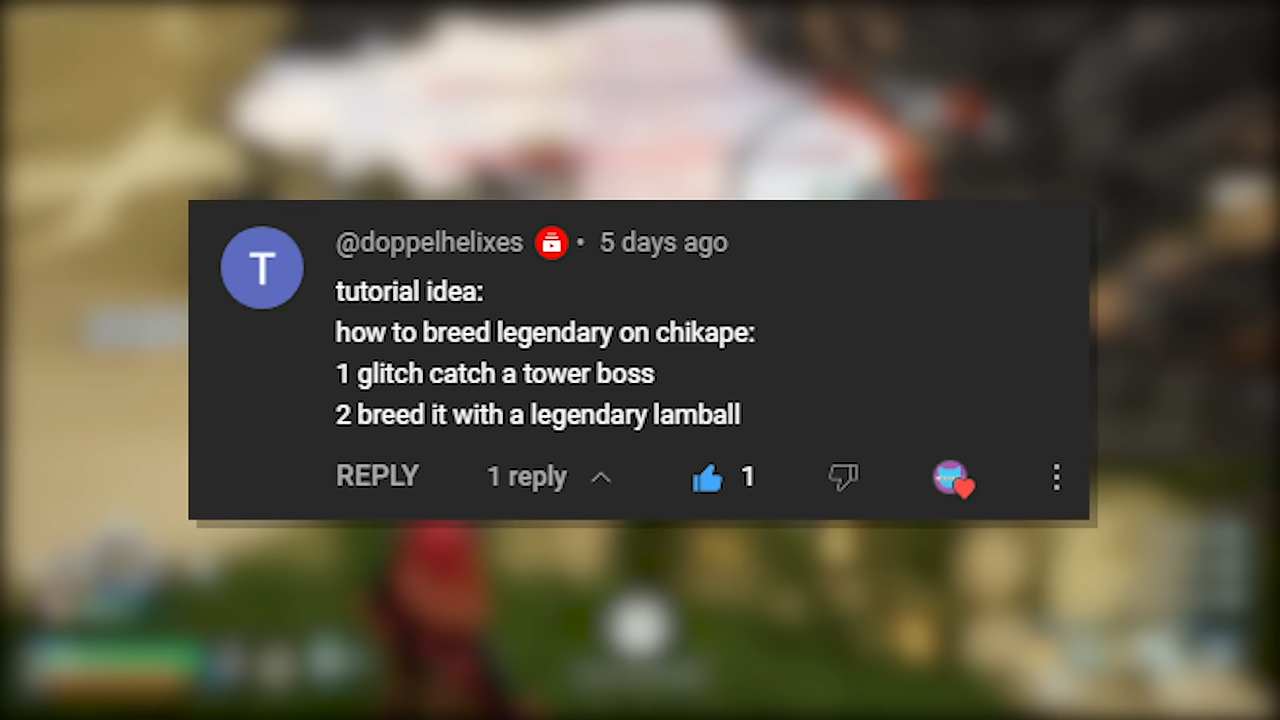 T
@doppelhelixes • 5 days ago
tutorial idea:
how to breed legendary on chikape:
1 glitch catch a tower boss
2 breed it with a legendary lamball
REPLY 1 reply 1